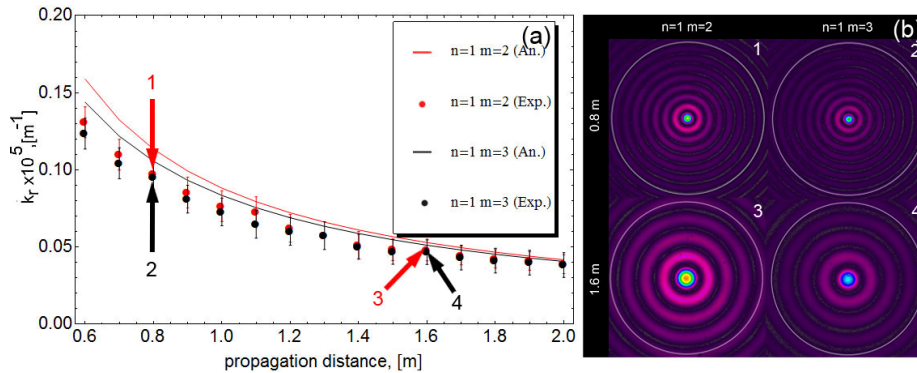 0.20
0.15
0.10
0.05
0.00
k_r ×10^5,[m^-1]
0.6 0.8 1.0 1.2 1.4 1.6 1.8 2.0
propagation distance, [m]
(a)
n=1 m=2 (An.)
n=1 m=2 (Exp.)
n=1 m=3 (An.)
n=1 m=3 (Exp.)
1
2
3
4
n=1 m=2 n=1 m=3
(b)
0.8 m
1 2
1.6 m
3 4